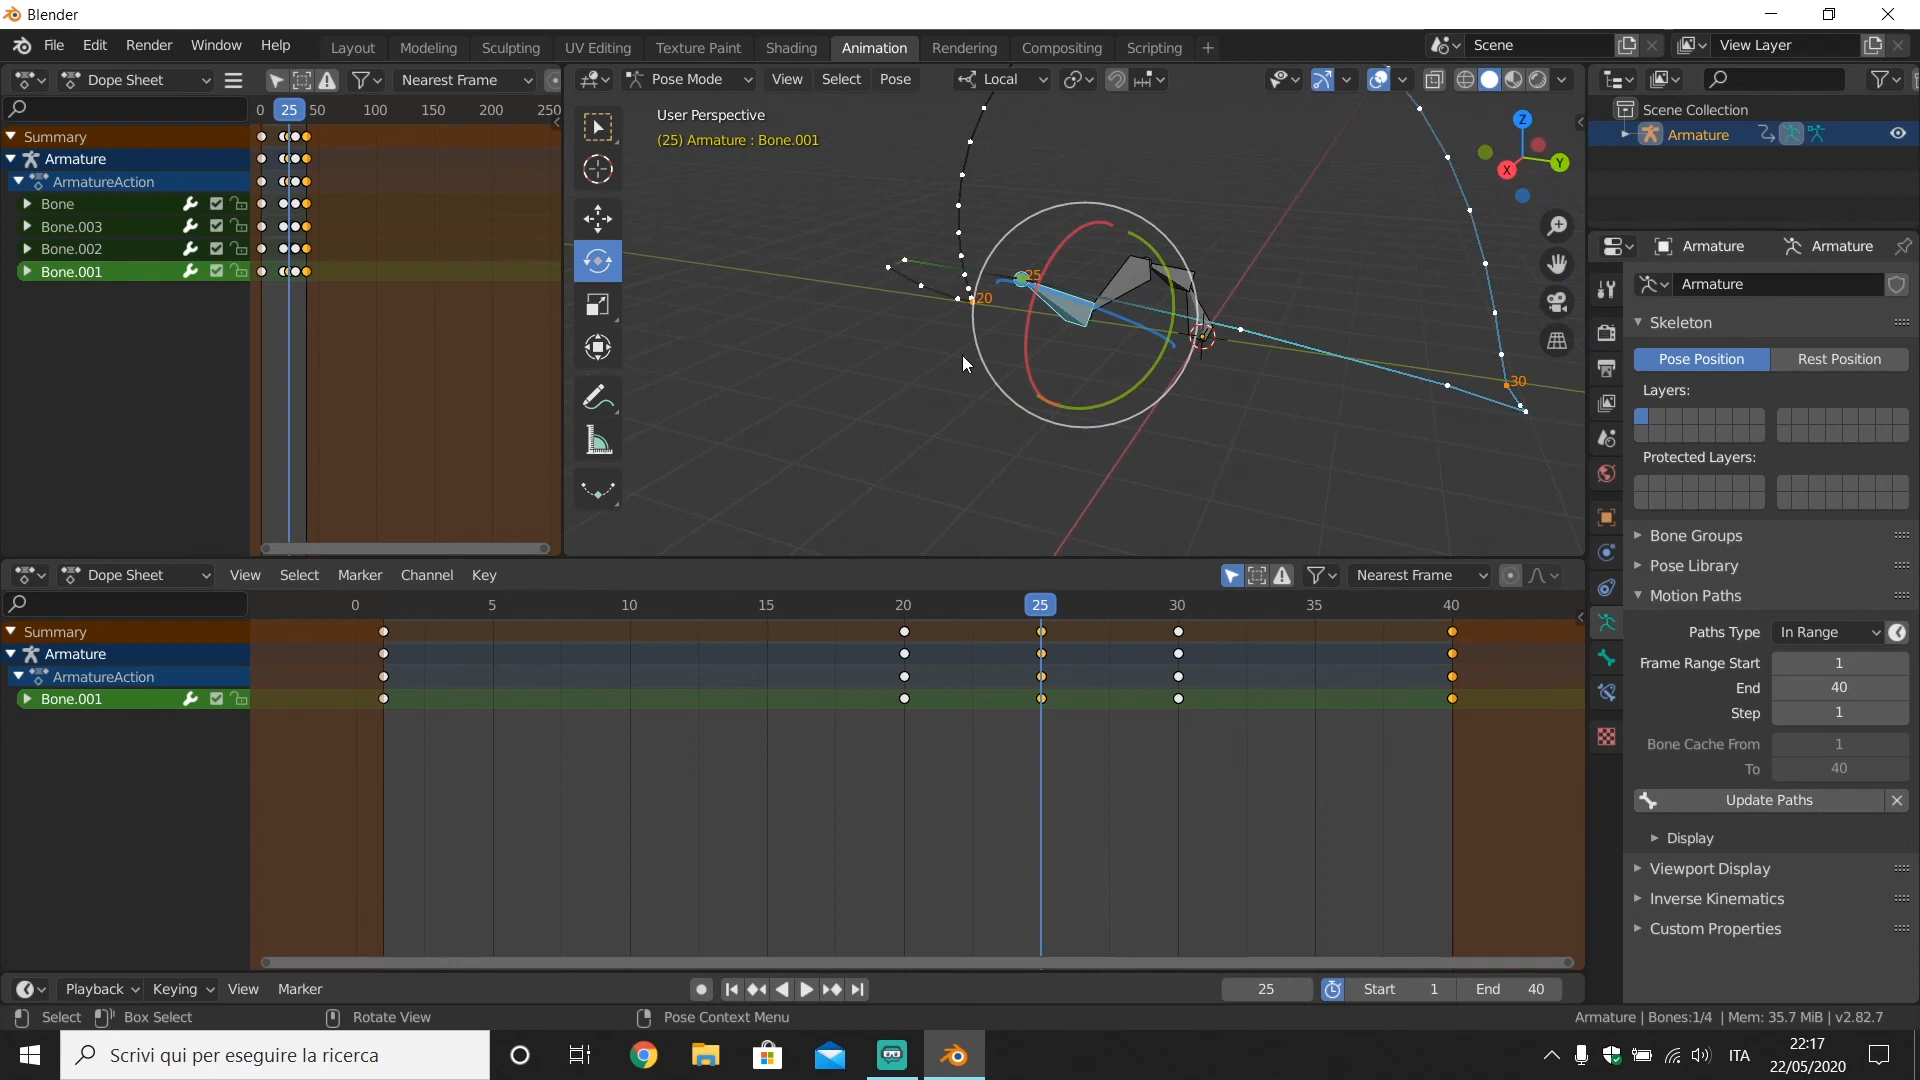 Blender
File Edit Render Window Help Layout Modeling Sculpting UV Editing Texture Paint Shading Animation Rendering Compositing Scripting + Scene View Layer
Dope Sheet Nearest Frame Pose Mode View Select Pose Local
0 25 50 100 150 200 250
Summary
Armature
ArmatureAction
Bone
Bone.003
Bone.002
Bone.001
User Perspective
(25) Armature : Bone.001
25
20
30
Z
X
Y
Scene Collection
Armature
Armature Armature
Armature
Skeleton
Pose Position Rest Position
Layers:
Protected Layers:
Bone Groups
Pose Library
Motion Paths
Paths Type In Range
Frame Range Start 1
End 40
Step 1
Bone Cache From 1
To 40
Update Paths
Display
Viewport Display
Inverse Kinematics
Custom Properties
Dope Sheet View Select Marker Channel Key Nearest Frame
0 5 10 15 20 25 30 35 40
Summary
Armature
ArmatureAction
Bone.001
Playback Keying View Marker 25 Start 1 End 40
Select Box Select Rotate View Pose Context Menu Armature | Bones:1/4 | Mem: 35.7 MiB | v2.82.7
Scrivi qui per eseguire la ricerca ITA
22:17
22/05/2020